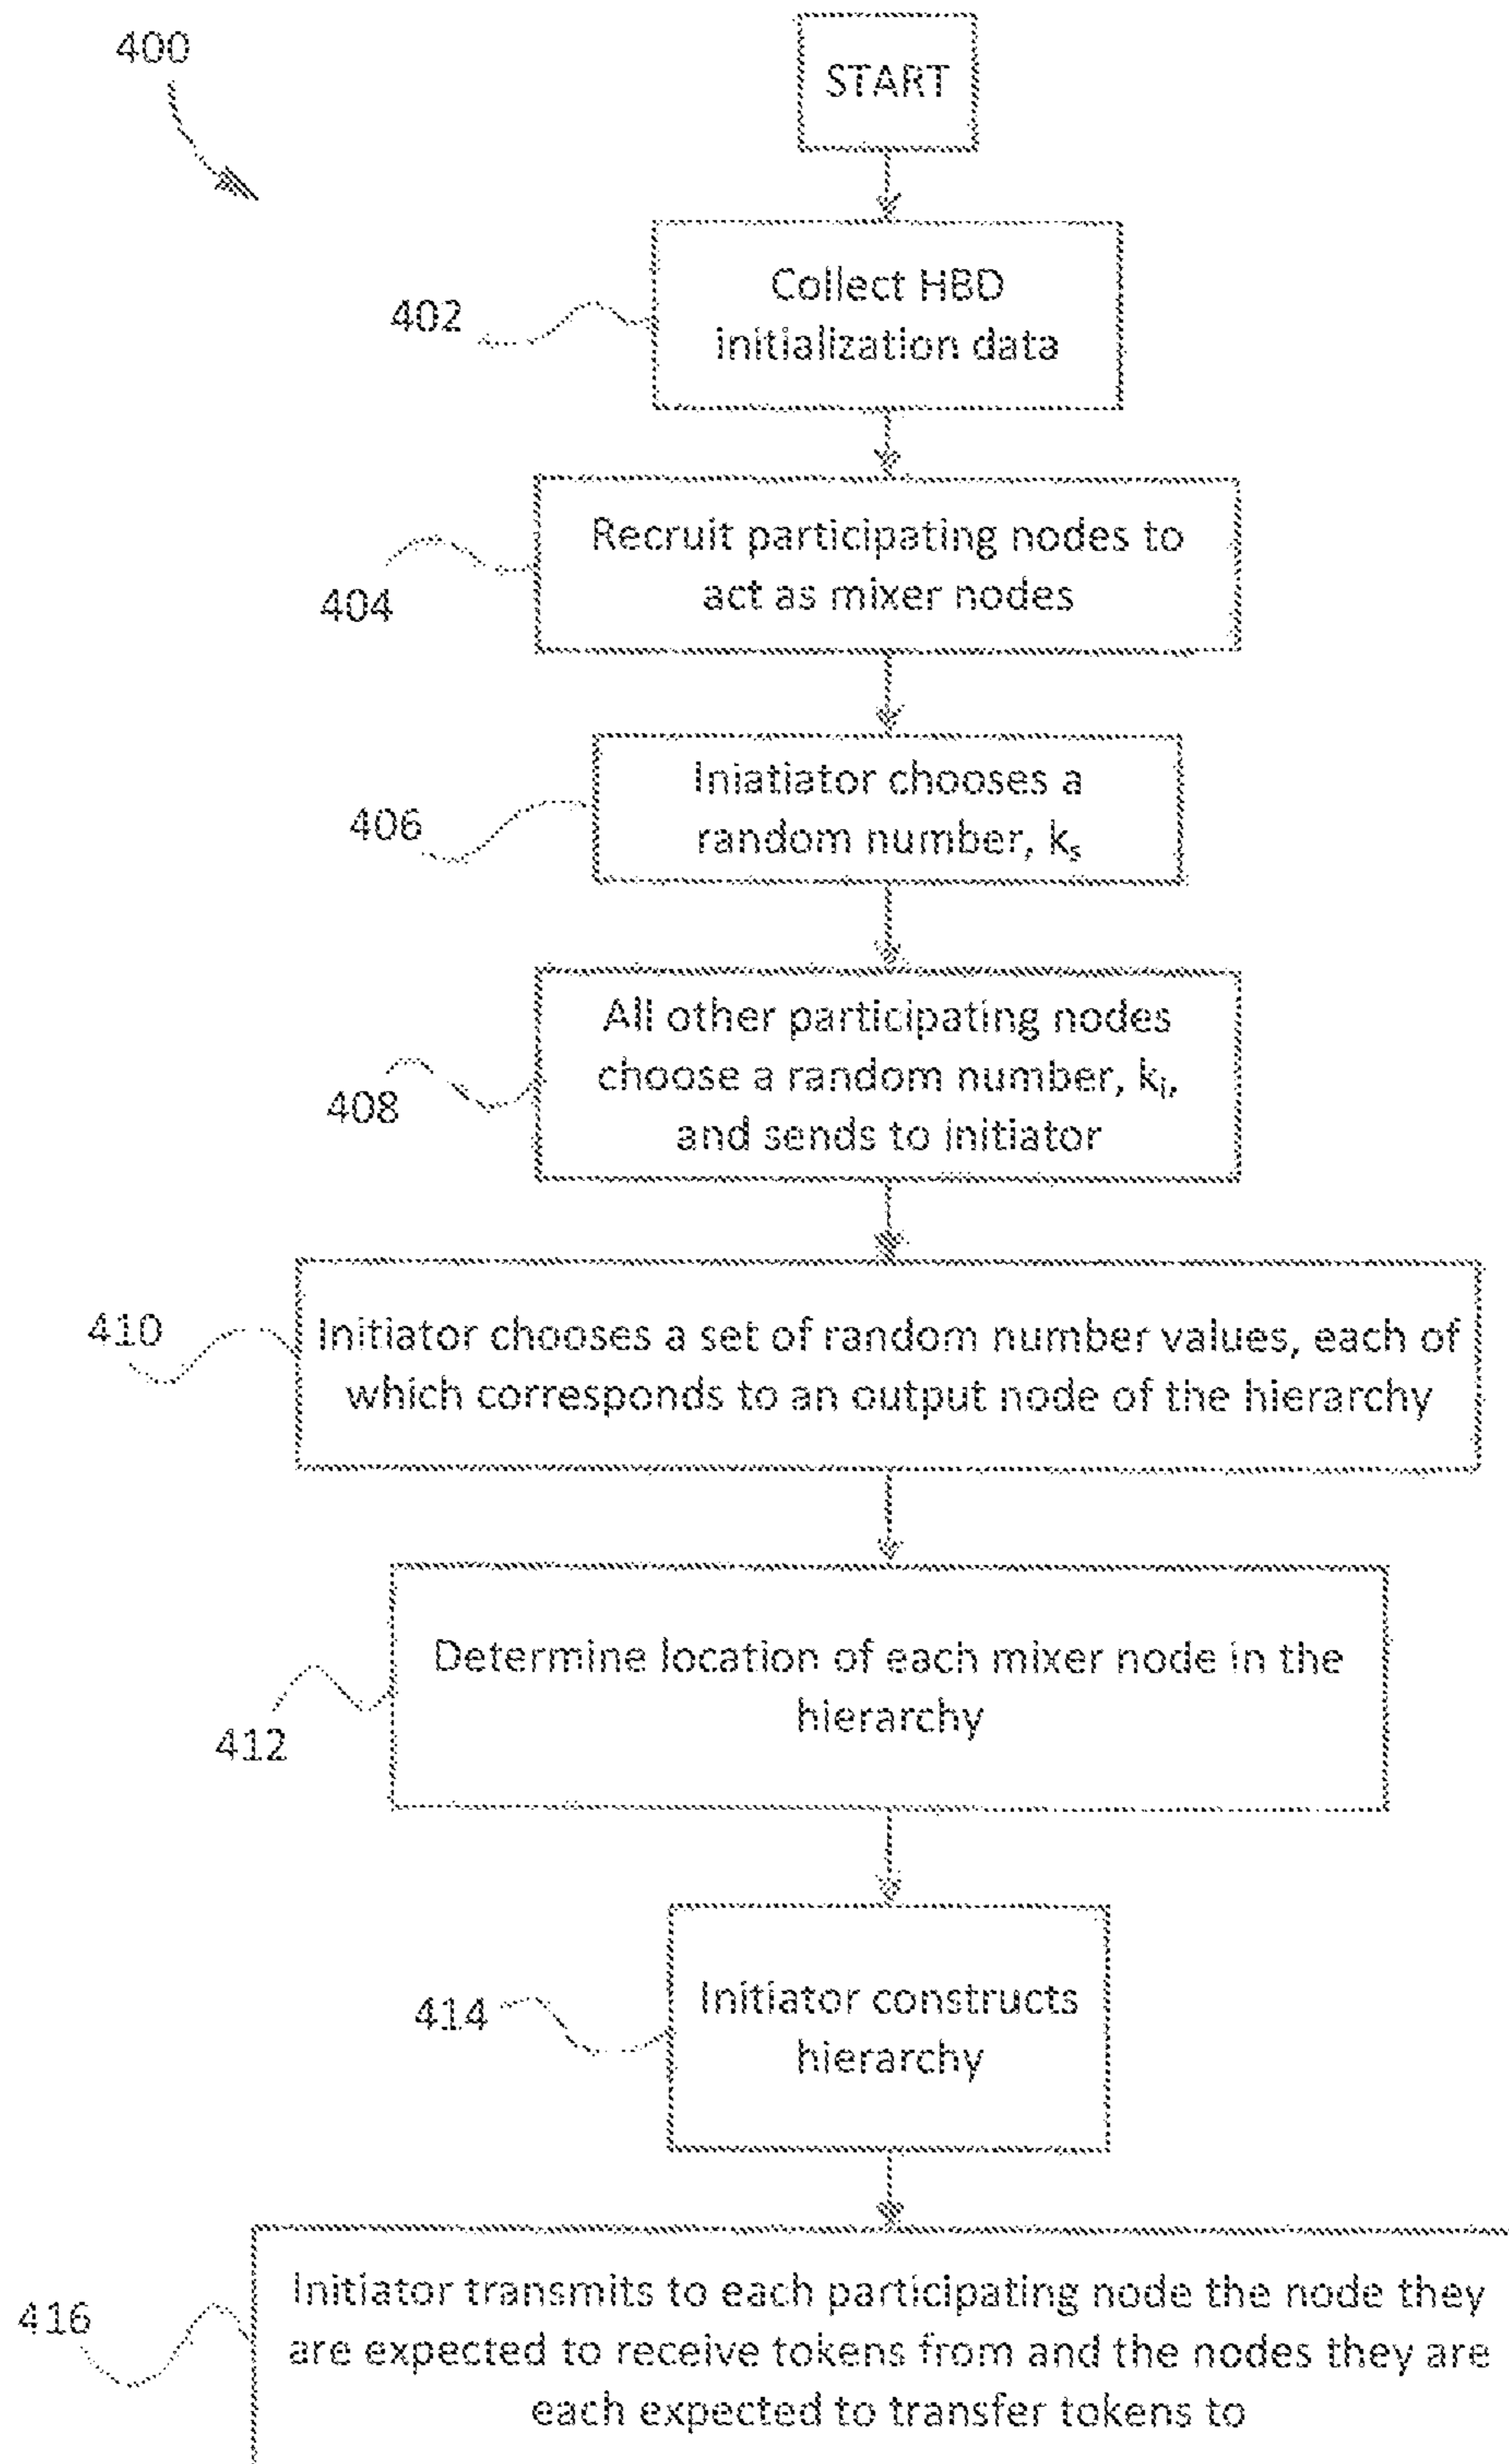 400
START
402
Collect HBD
initialization data
404
Recruit participating nodes to
act as mixer nodes
406
Iniatiator chooses a
random number, kₛ
408
All other participating nodes
choose a random number, kᵢ,
and sends to initiator
410
Initiator chooses a set of random number values, each of
which corresponds to an output node of the hierarchy
412
Determine location of each mixer node in the
hierarchy
414
Initiator constructs
hierarchy
416
Initiator transmits to each participating node the node they
are expected to receive tokens from and the nodes they are
each expected to transfer tokens to